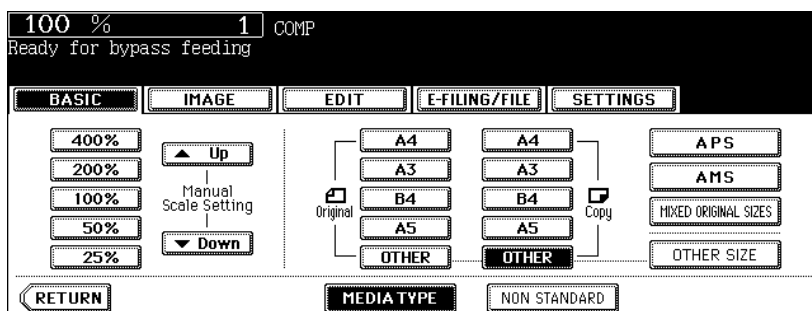 100 % 1 COMP
Ready for bypass feeding
BASIC IMAGE EDIT E-FILING/FILE SETTINGS
400% Up A4 A4 APS
200% A3 A3 AMS
100% Manual Scale Setting Original B4 B4 Copy MIXED ORIGINAL SIZES
50% Down A5 A5
25% OTHER OTHER OTHER SIZE
RETURN MEDIA TYPE NON STANDARD